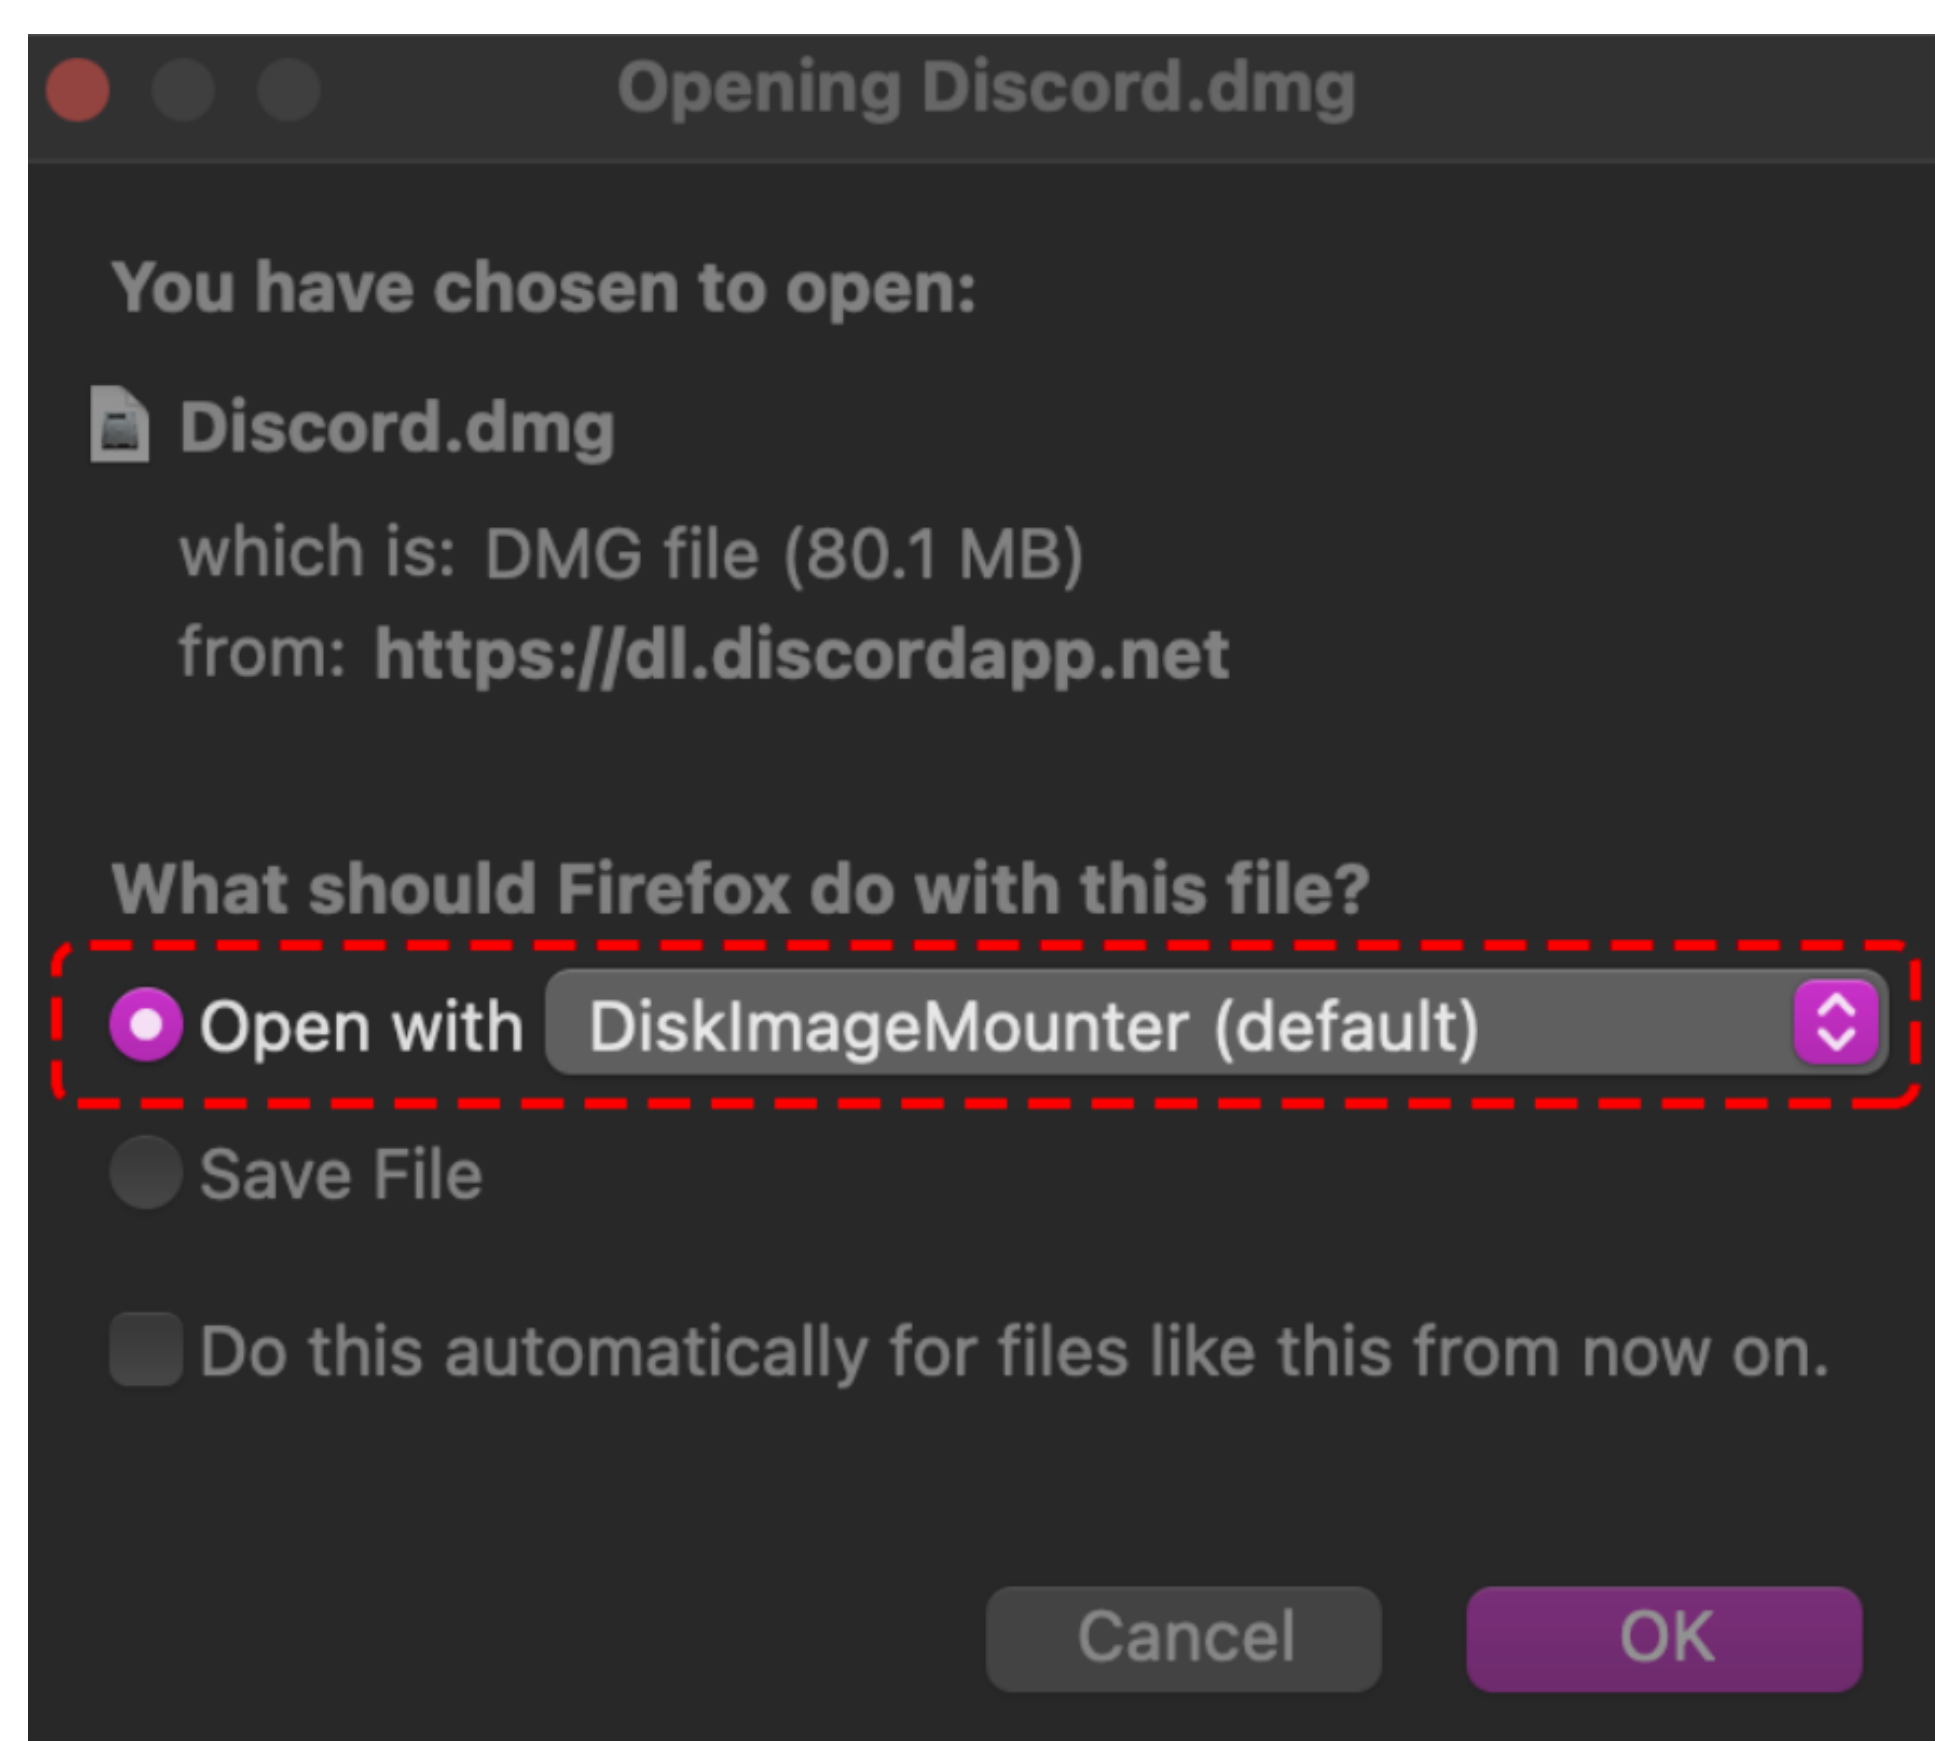 Opening Discord.dmg
You have chosen to open:
Discord.dmg
which is: DMG file (80.1 MB)
from: https://dl.discordapp.net
What should Firefox do with this file?
Open with DiskImageMounter (default)
Save File
Do this automatically for files like this from now on.
Cancel OK